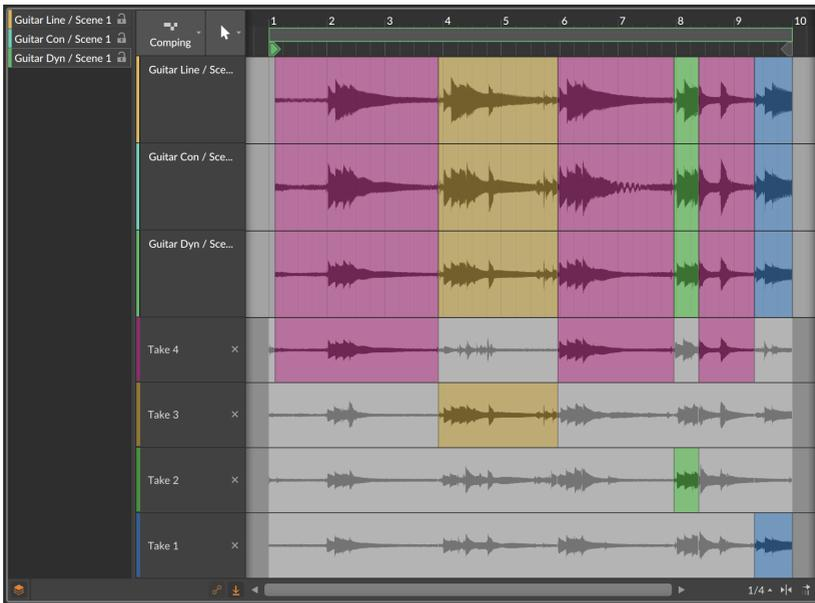 Guitar Line / Scene 1
Guitar Con / Scene 1
Guitar Dyn / Scene 1
Comping
1 2 3 4 5 6 7 8 9 10
Guitar Line / Sce...
Guitar Con / Sce...
Guitar Dyn / Sce...
Take 4
Take 3
Take 2
Take 1
1/4